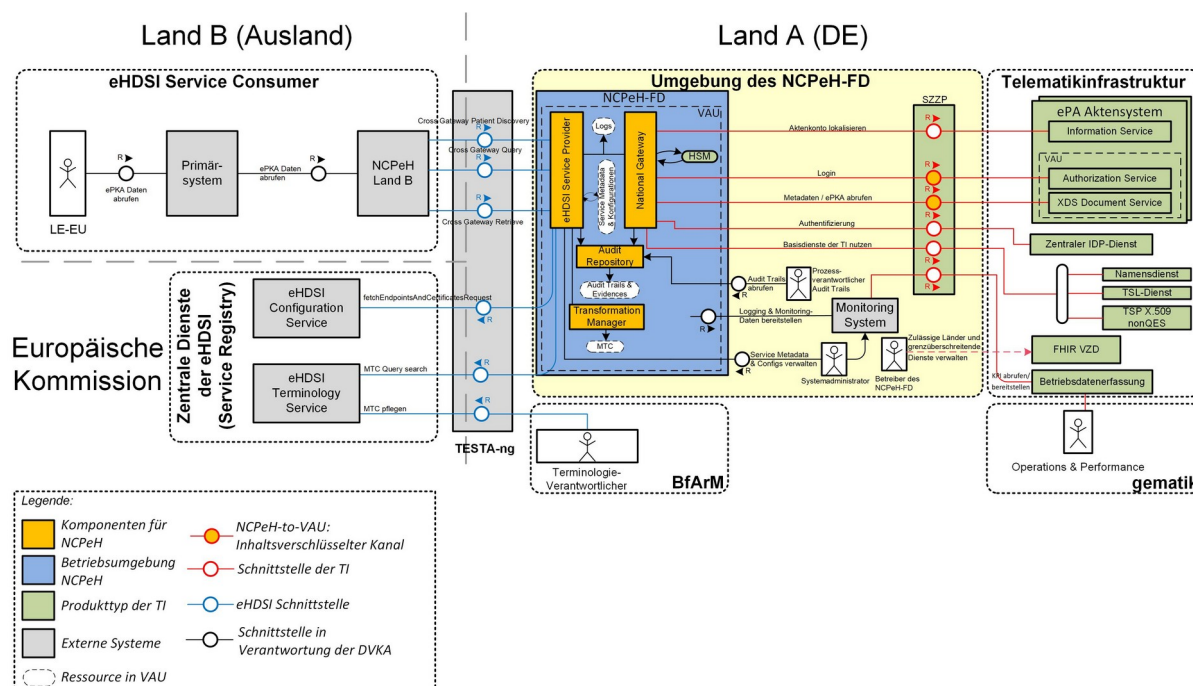 Land B (Ausland)
Land A (DE)
eHDSI Service Consumer
LE-EU
R
ePKA Daten
abrufen
Primär-
system
R
ePKA Daten
abrufen
NCPeH
Land B
Cross Gateway Patient Discovery
R
Cross Gateway Query
R
Cross Gateway Retrieve
R
TESTA-ng
Umgebung des NCPeH-FD
NCPeH-FD
VAU
eHDSI Service Provider
Logs
Service Metadata
& Konfigurationen
National Gateway
HSM
Audit
Repository
Audit Trails &
Evidences
Transformation
Manager
MTC
SZZP
Aktenkonto lokalisieren
R
Login
R
Metadaten / ePKA abrufen
R
Authentifizierung
R
Basisdienste der TI nutzen
R
R
Audit Trails
abrufen
R
Prozess-
verantwortlicher
Audit Trails
Logging & Monitoring-
Daten bereitstellen
R
Monitoring
System
Service Metadata
& Configs verwalten
R
Systemadministrator
Zulässige Länder und
grenzüberschreitende
Dienste verwalten
Betreiber des
NCPeH-FD
KPI abrufen/
bereitstellen
Telematikinfrastruktur
ePA Aktensystem
Information Service
VAU
Authorization Service
XDS Document Service
Zentraler IDP-Dienst
Namensdienst
TSL-Dienst
TSP X.509
nonQES
FHIR VZD
Betriebsdatenerfassung
Operations & Performance
gematik
Europäische
Kommission
Zentrale Dienste
der eHDSI
(Service Registry)
eHDSI
Configuration
Service
fetchEndpointsAndCertificatesRequest
R
eHDSI
Terminology
Service
MTC Query search
R
MTC pflegen
R
Terminologie-
Verantwortlicher
BfArM
Legende:
Komponenten für
NCPeH
Betriebsumgebung
NCPeH
Produkttyp der TI
Externe Systeme
Ressource in VAU
NCPeH-to-VAU:
Inhaltsverschlüsselter Kanal
Schnittstelle der TI
eHDSI Schnittstelle
Schnittstelle in
Verantwortung der DVKA